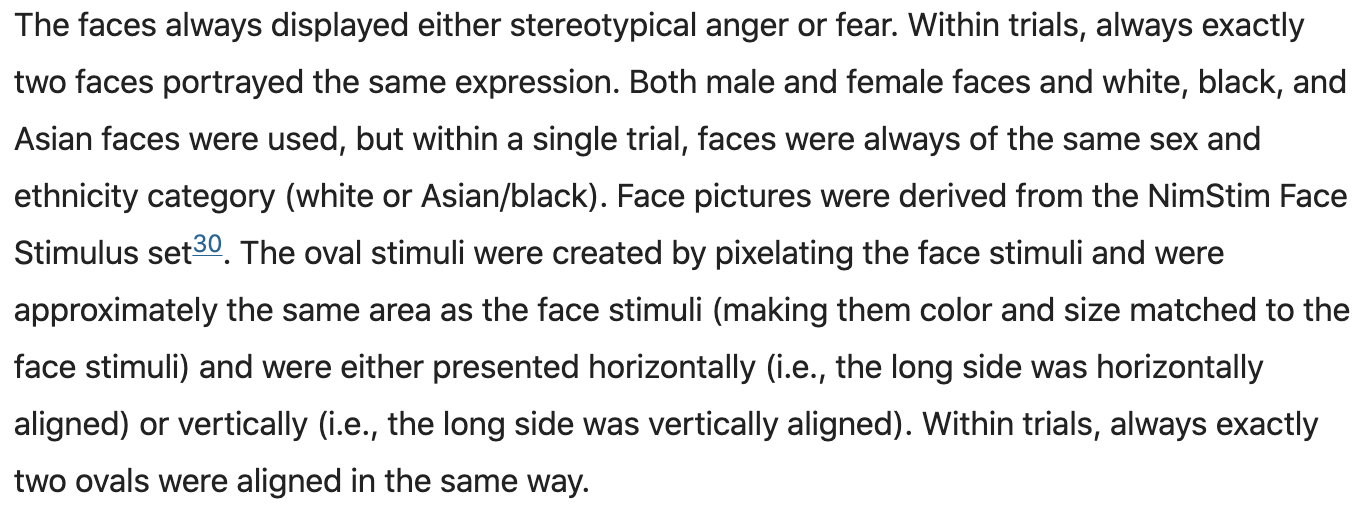 The faces always displayed either stereotypical anger or fear. Within trials, always exactly
two faces portrayed the same expression. Both male and female faces and white, black, and
Asian faces were used, but within a single trial, faces were always of the same sex and
ethnicity category (white or Asian/black). Face pictures were derived from the NimStim Face
Stimulus set30. The oval stimuli were created by pixelating the face stimuli and were
approximately the same area as the face stimuli (making them color and size matched to the
face stimuli) and were either presented horizontally (i.e., the long side was horizontally
aligned) or vertically (i.e., the long side was vertically aligned). Within trials, always exactly
two ovals were aligned in the same way.